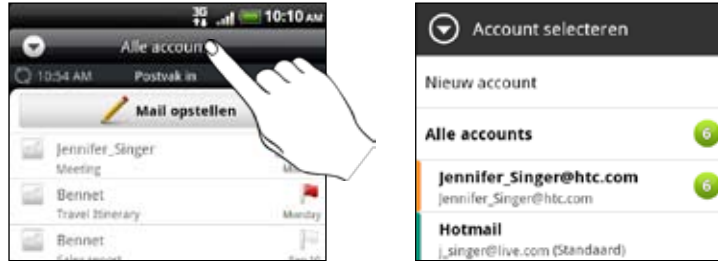 3G 10:10 AM
Alle accoun
10:54 AM Postvak in
Mail opstellen
Jennifer_Singer
Meeting
Bennet
Travel Itinerary Monday
Bennet
Account selecteren
Nieuw account
Alle accounts 6
Jennifer_Singer@htc.com 6
Jennifer_Singer@htc.com
Hotmail
j_singer@live.com (Standaard)